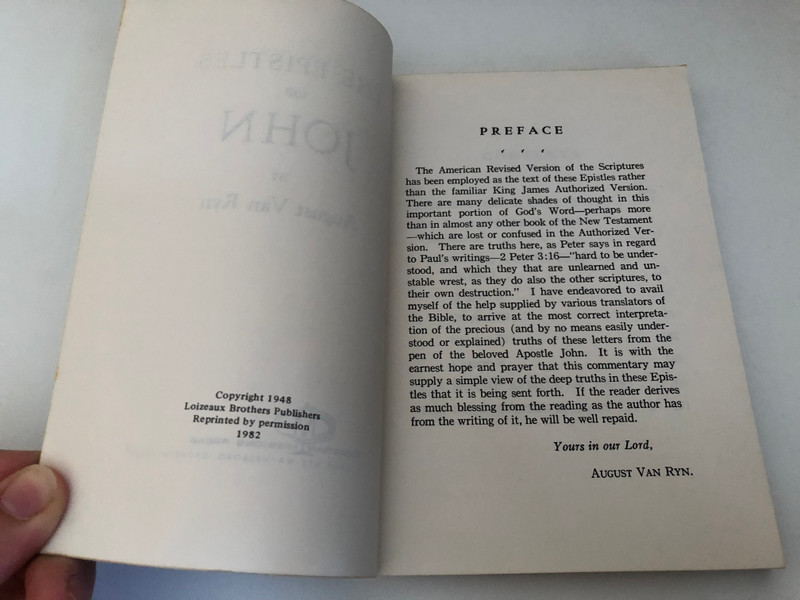 Copyright 1948
Loizeaux Brothers Publishers
Reprinted by permission
1982
PREFACE
The American Revised Version of the Scriptures
has been employed as the text of these Epistles rather
than the familiar King James Authorized Version.
There are many delicate shades of thought in this
important portion of God's Word—perhaps more
than in almost any other book of the New Testament
—which are lost or confused in the Authorized Ver-
sion. There are truths here, as Peter says in regard
to Paul's writings—2 Peter 3:16—"hard to be under-
stood, and which they that are unlearned and un-
stable wrest, as they do also the other scriptures, to
their own destruction." I have endeavored to avail
myself of the help supplied by various translators of
the Bible, to arrive at the most correct interpreta-
tion of the precious (and by no means easily under-
stood or explained) truths of these letters from the
pen of the beloved Apostle John. It is with the
earnest hope and prayer that this commentary may
supply a simple view of the deep truths in these Epis-
tles that it is being sent forth. If the reader derives
as much blessing from the reading as the author has
from the writing of it, he will be well repaid.
Yours in our Lord,
AUGUST VAN RYN.